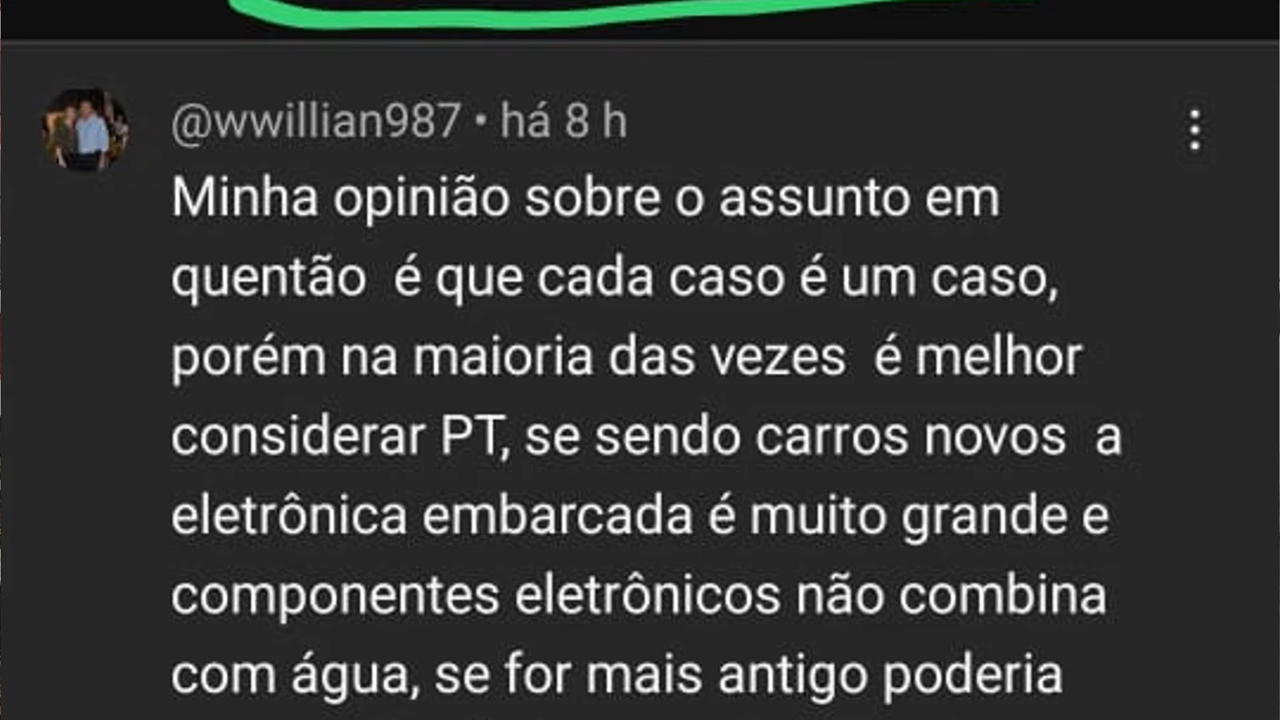 @wwillian987 • há 8 h
Minha opinião sobre o assunto em
quentão  é que cada caso é um caso,
porém na maioria das vezes  é melhor
considerar PT, se sendo carros novos  a
eletrônica embarcada é muito grande e
componentes eletrônicos não combina
com água, se for mais antigo poderia